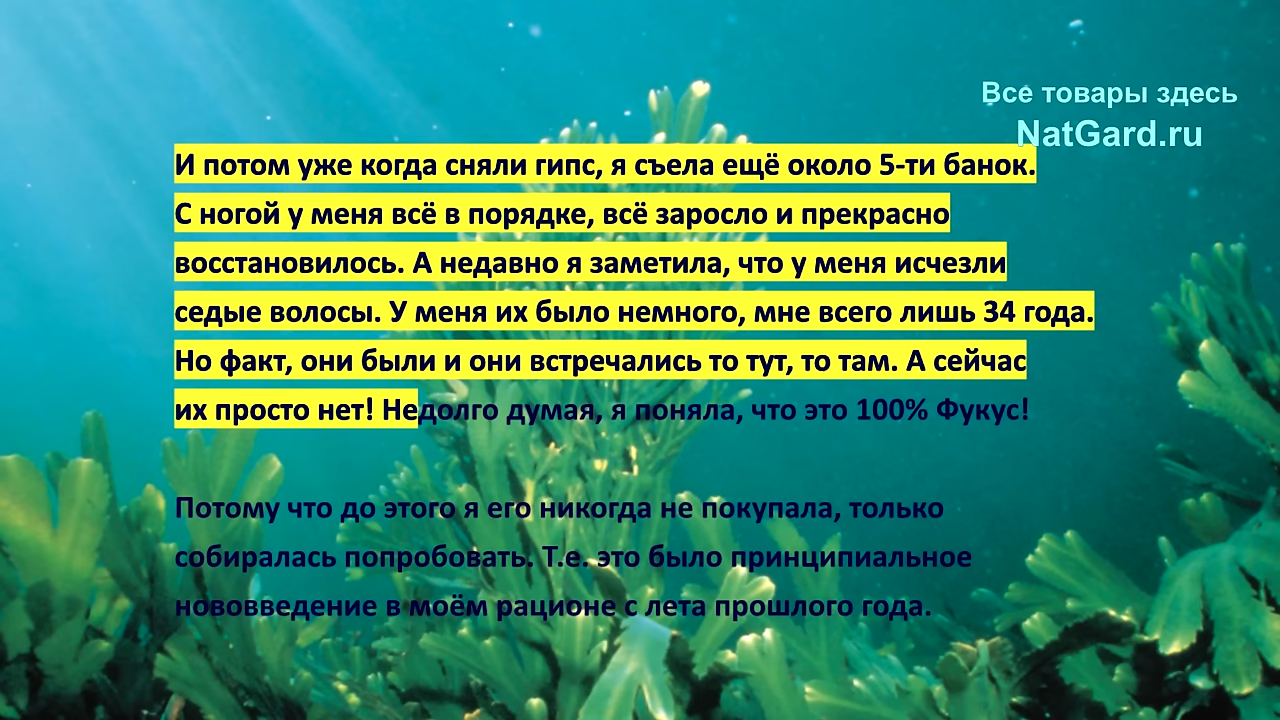 Все товары здесь
NatGard.ru
И потом уже когда сняли гипс, я съела ещё около 5-ти банок.
С ногой у меня всё в порядке, всё заросло и прекрасно
восстановилось. А недавно я заметила, что у меня исчезли
седые волосы. У меня их было немного, мне всего лишь 34 года.
Но факт, они были и они встречались то тут, то там. А сейчас
их просто нет! Недолго думая, я поняла, что это 100% Фукус!
Потому что до этого я его никогда не покупала, только
собиралась попробовать. Т.е. это было принципиальное
нововведение в моём рационе с лета прошлого года.